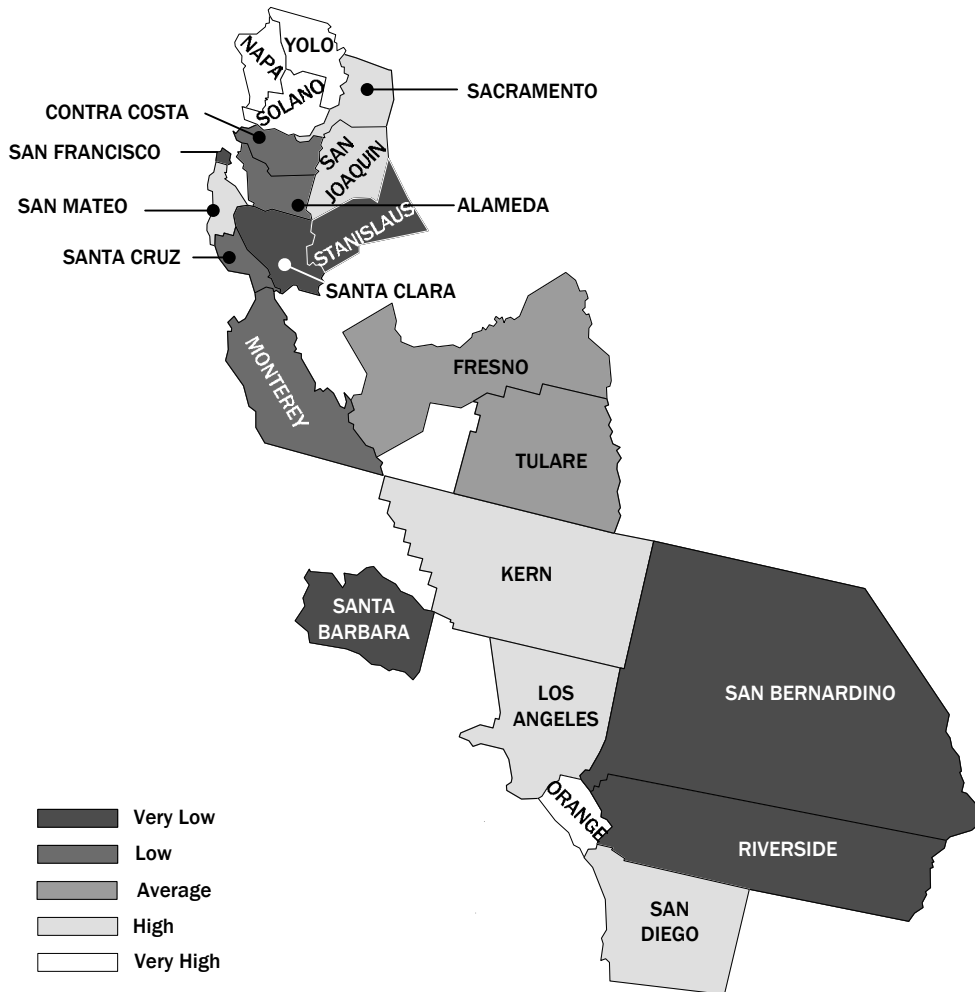 NAPA
YOLO
SOLANO
SACRAMENTO
CONTRA COSTA
SAN FRANCISCO
SAN
JOAQUIN
SAN MATEO
ALAMEDA
STANISLAUS
SANTA CRUZ
SANTA CLARA
MONTEREY
FRESNO
TULARE
KERN
SANTA
BARBARA
LOS
ANGELES
SAN BERNARDINO
ORANGE
RIVERSIDE
SAN
DIEGO
Very Low
Low
Average
High
Very High